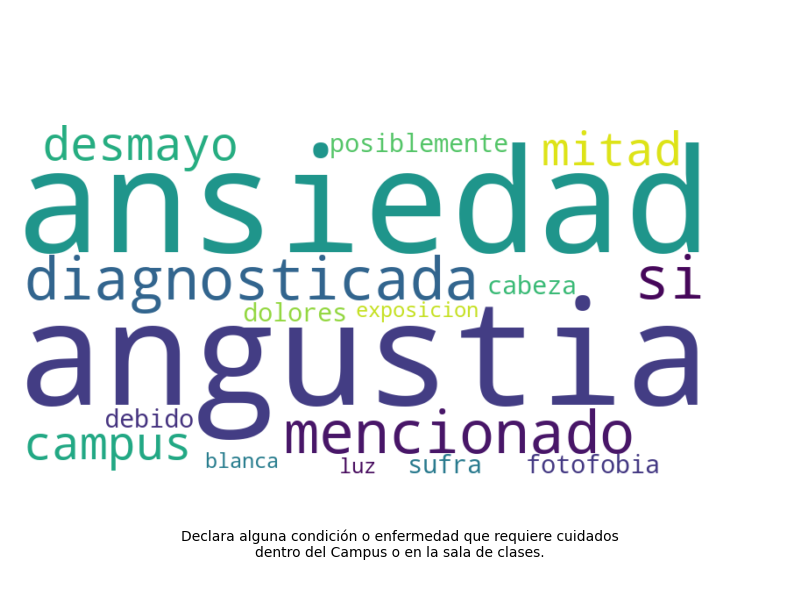 desmayo posiblemente mitad
ansiedad
diagnosticada cabeza si
dolores exposicion
angustia
debido mencionado
campus blanca luz sufra fotofobia
Declara alguna condición o enfermedad que requiere cuidados
dentro del Campus o en la sala de clases.